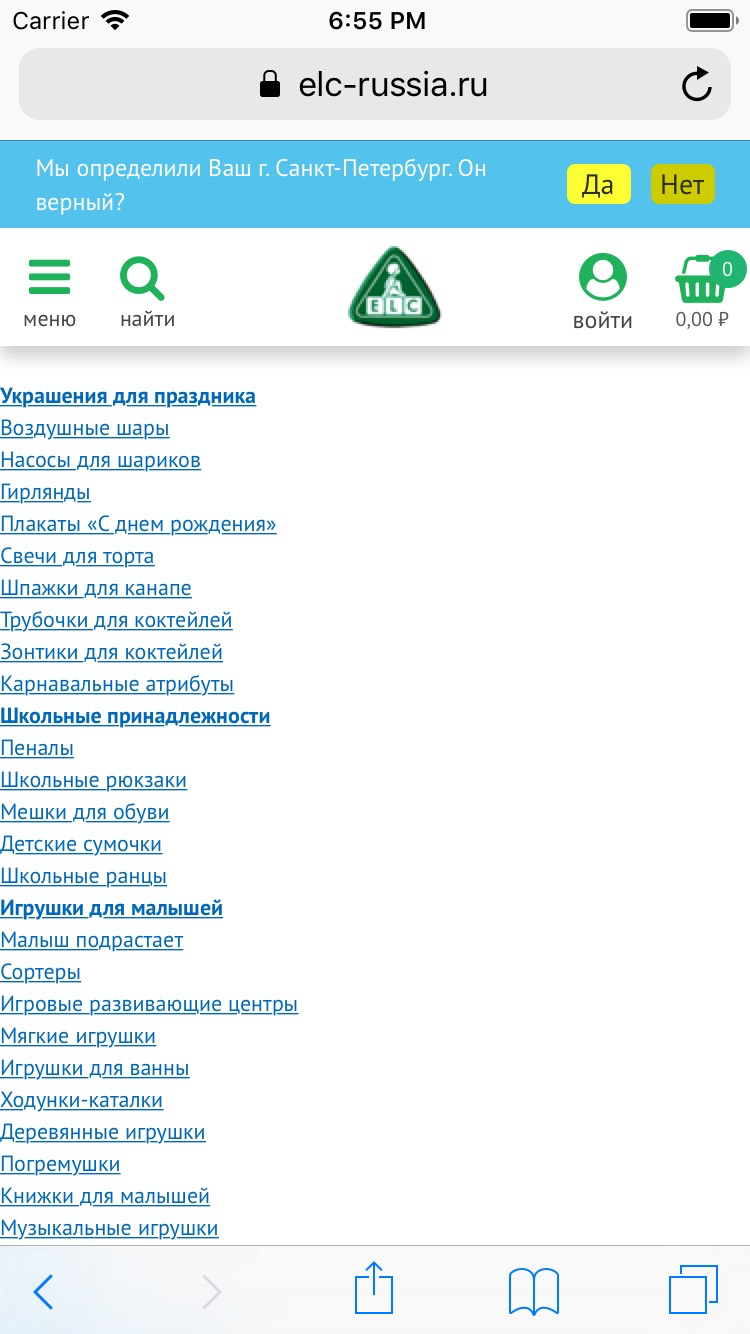 Carrier 6:55 PM
elc-russia.ru
Мы определили Ваш г. Санкт-Петербург. Он
верный?
Да Нет
меню найти ELC войти 0
0,00 ₽
Украшения для праздника
Воздушные шары
Насосы для шариков
Гирлянды
Плакаты «С днем рождения»
Свечи для торта
Шпажки для канапе
Трубочки для коктейлей
Зонтики для коктейлей
Карнавальные атрибуты
Школьные принадлежности
Пеналы
Школьные рюкзаки
Мешки для обуви
Детские сумочки
Школьные ранцы
Игрушки для малышей
Малыш подрастает
Сортеры
Игровые развивающие центры
Мягкие игрушки
Игрушки для ванны
Ходунки-каталки
Деревянные игрушки
Погремушки
Книжки для малышей
Музыкальные игрушки